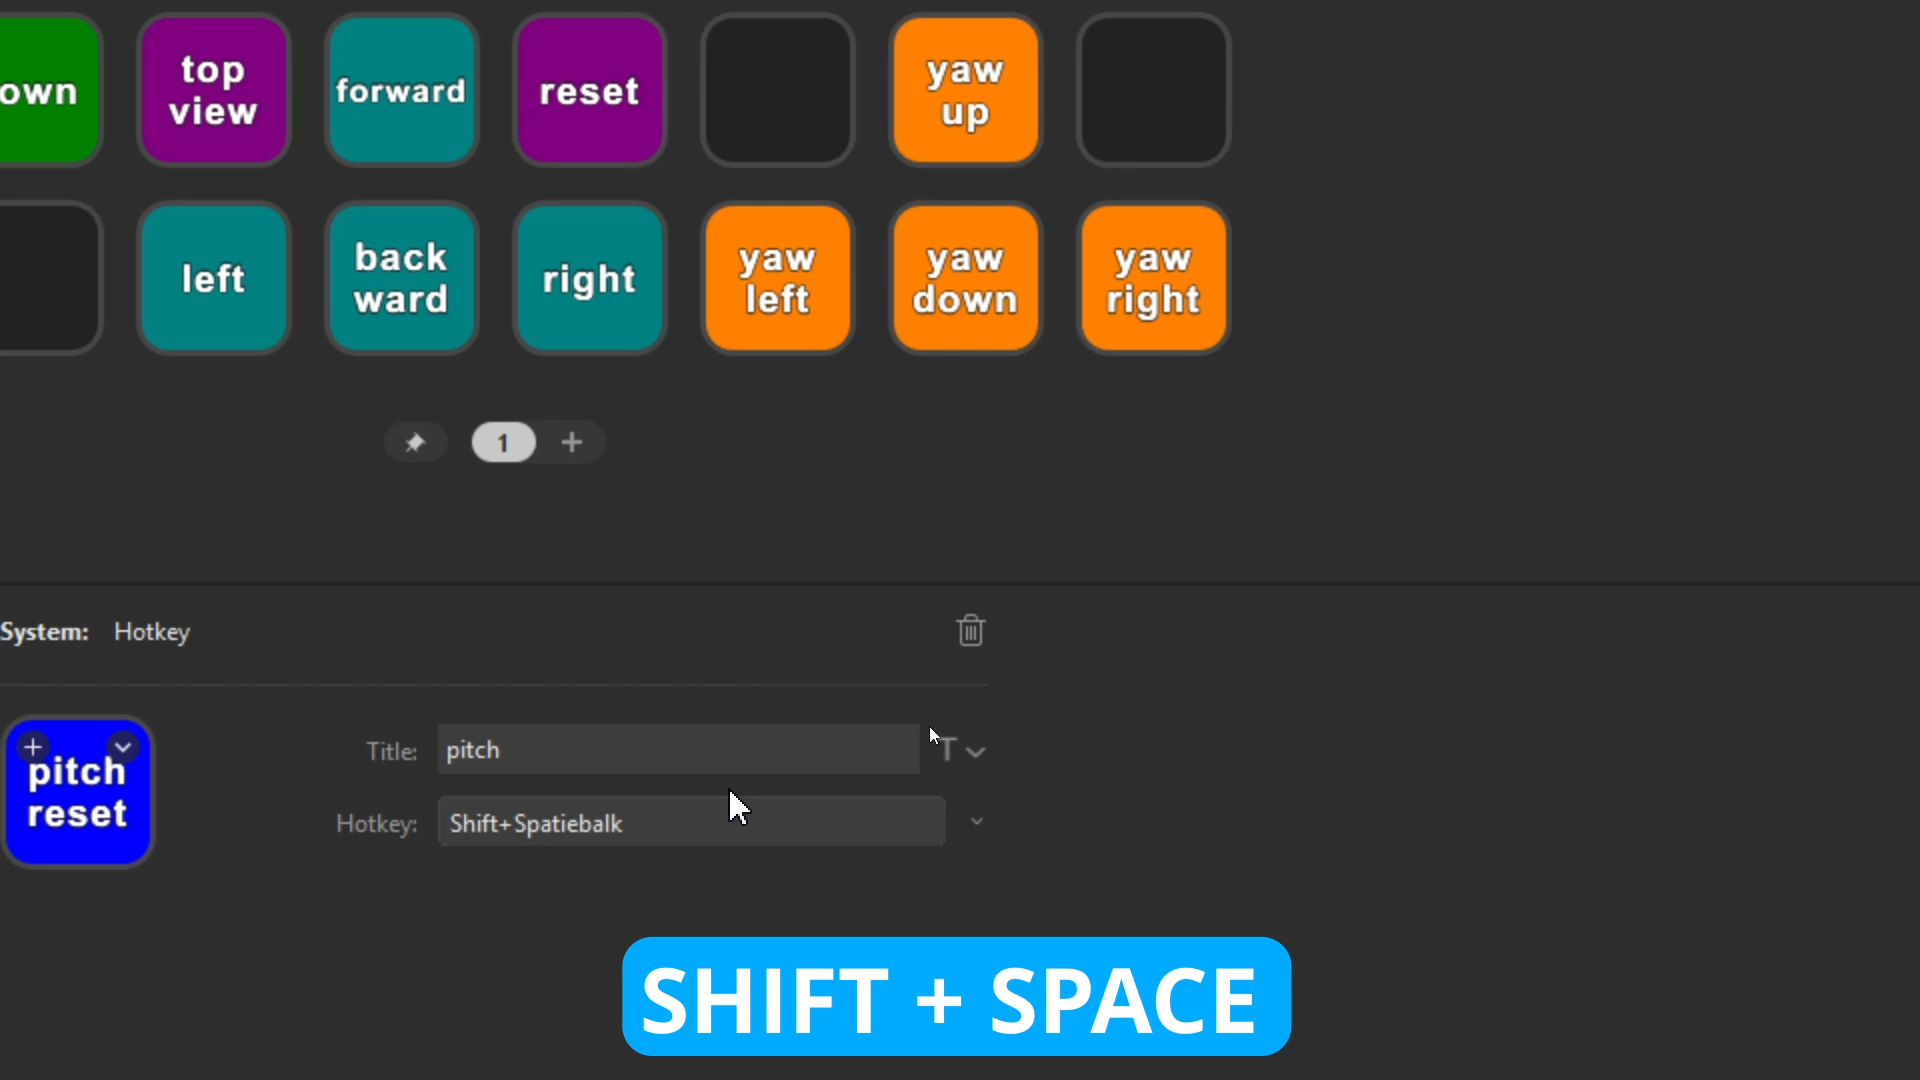 own
top
view
forward
reset
yaw
up
left
back
ward
right
yaw
left
yaw
down
yaw
right
1
System: Hotkey
pitch
reset
Title: pitch
T
Hotkey: Shift+Spatiebalk
SHIFT + SPACE